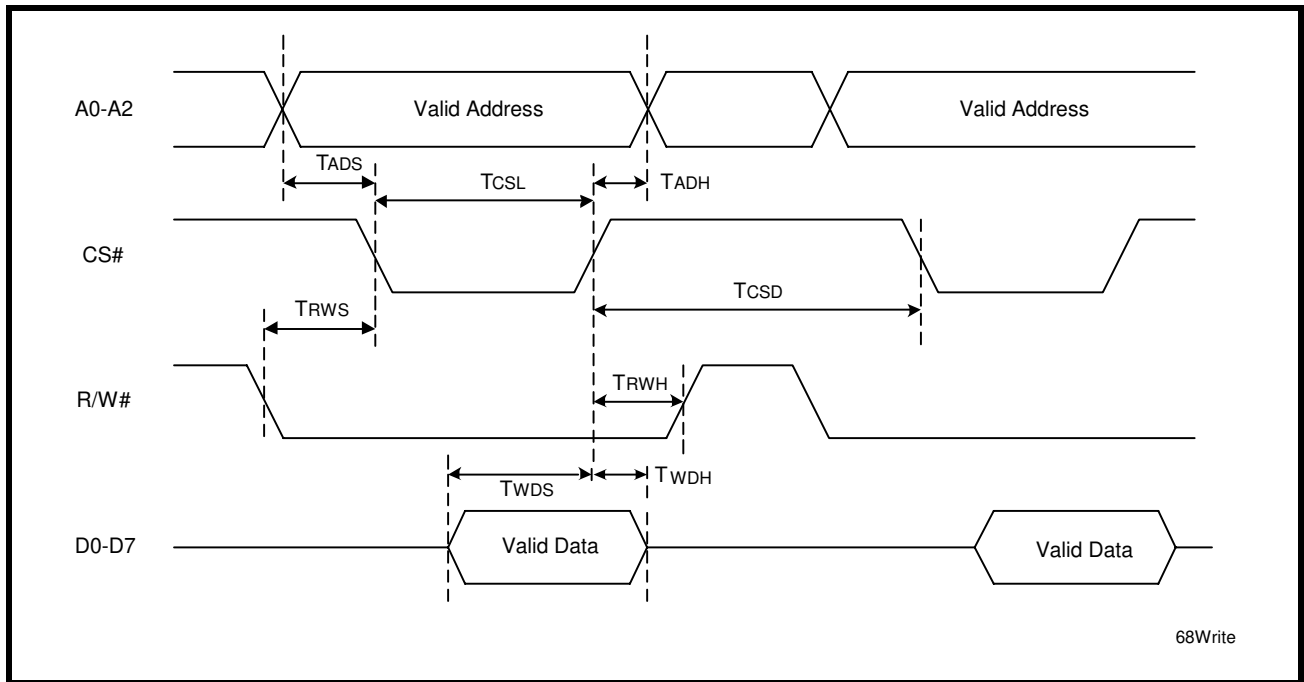 A0-A2
Valid Address
Valid Address
TADS
TCSL
TADH
CS#
TCSD
TRWS
R/W#
TRWH
TWDS
TWDH
D0-D7
Valid Data
Valid Data
68Write